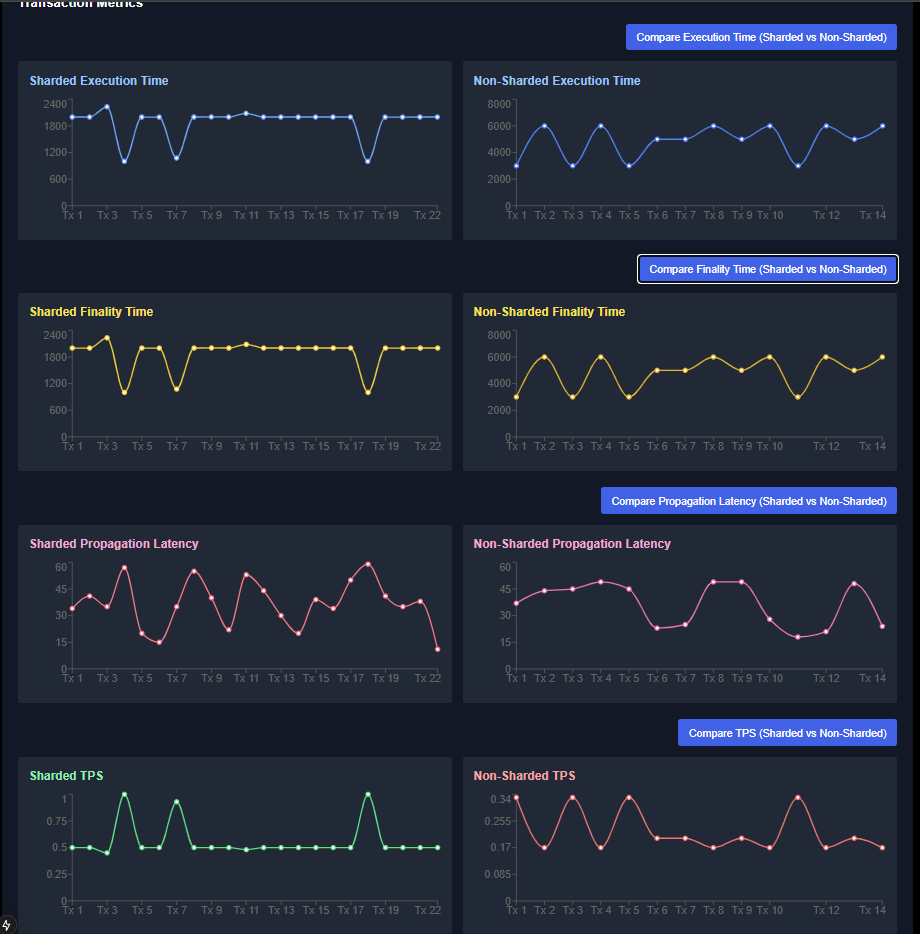 Transaction Metrics
Compare Execution Time (Sharded vs Non-Sharded)
Sharded Execution Time
2400
1800
1200
600
0
Tx 1 Tx 3 Tx 5 Tx 7 Tx 9 Tx 11 Tx 13 Tx 15 Tx 17 Tx 19 Tx 22
Non-Sharded Execution Time
8000
6000
4000
2000
0
Tx 1 Tx 2 Tx 3 Tx 4 Tx 5 Tx 6 Tx 7 Tx 8 Tx 9 Tx 10 Tx 12 Tx 14
Compare Finality Time (Sharded vs Non-Sharded)
Sharded Finality Time
2400
1800
1200
600
0
Tx 1 Tx 3 Tx 5 Tx 7 Tx 9 Tx 11 Tx 13 Tx 15 Tx 17 Tx 19 Tx 22
Non-Sharded Finality Time
8000
6000
4000
2000
0
Tx 1 Tx 2 Tx 3 Tx 4 Tx 5 Tx 6 Tx 7 Tx 8 Tx 9 Tx 10 Tx 12 Tx 14
Compare Propagation Latency (Sharded vs Non-Sharded)
Sharded Propagation Latency
60
45
30
15
0
Tx 1 Tx 3 Tx 5 Tx 7 Tx 9 Tx 11 Tx 13 Tx 15 Tx 17 Tx 19 Tx 22
Non-Sharded Propagation Latency
60
45
30
15
0
Tx 1 Tx 2 Tx 3 Tx 4 Tx 5 Tx 6 Tx 7 Tx 8 Tx 9 Tx 10 Tx 12 Tx 14
Compare TPS (Sharded vs Non-Sharded)
Sharded TPS
1
0.75
0.5
0.25
0
Tx 1 Tx 3 Tx 5 Tx 7 Tx 9 Tx 11 Tx 13 Tx 15 Tx 17 Tx 19 Tx 22
Non-Sharded TPS
0.34
0.255
0.17
0.085
0
Tx 1 Tx 2 Tx 3 Tx 4 Tx 5 Tx 6 Tx 7 Tx 8 Tx 9 Tx 10 Tx 12 Tx 14